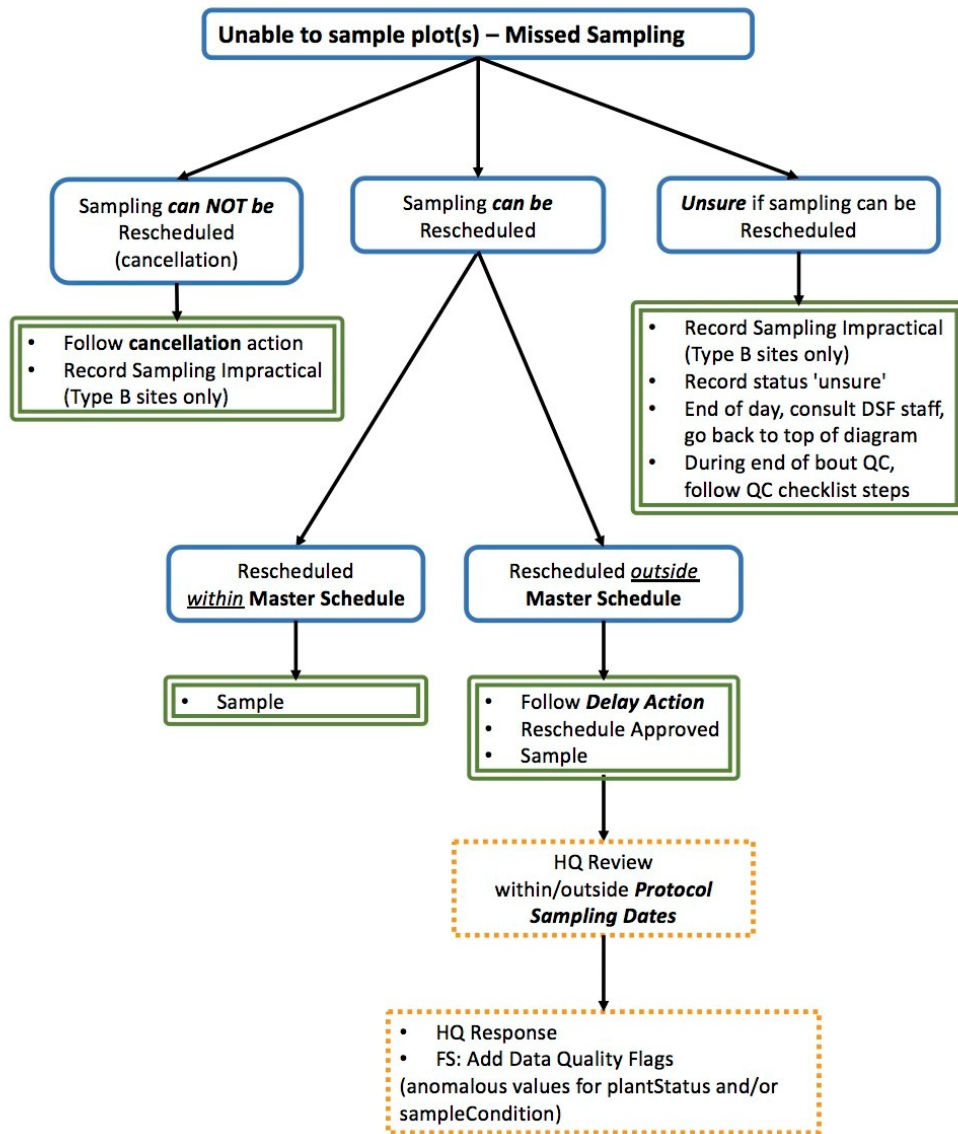 Unable to sample plot(s) – Missed Sampling
Sampling can NOT be
Rescheduled
(cancellation)
Sampling can be
Rescheduled
Unsure if sampling can be
Rescheduled
• Follow cancellation action
• Record Sampling Impractical
(Type B sites only)
• Record Sampling Impractical
(Type B sites only)
• Record status 'unsure'
• End of day, consult DSF staff,
go back to top of diagram
• During end of bout QC,
follow QC checklist steps
Rescheduled
within Master Schedule
Rescheduled outside
Master Schedule
• Sample
• Follow Delay Action
• Reschedule Approved
• Sample
HQ Review
within/outside Protocol
Sampling Dates
• HQ Response
• FS: Add Data Quality Flags
(anomalous values for plantStatus and/or
sampleCondition)